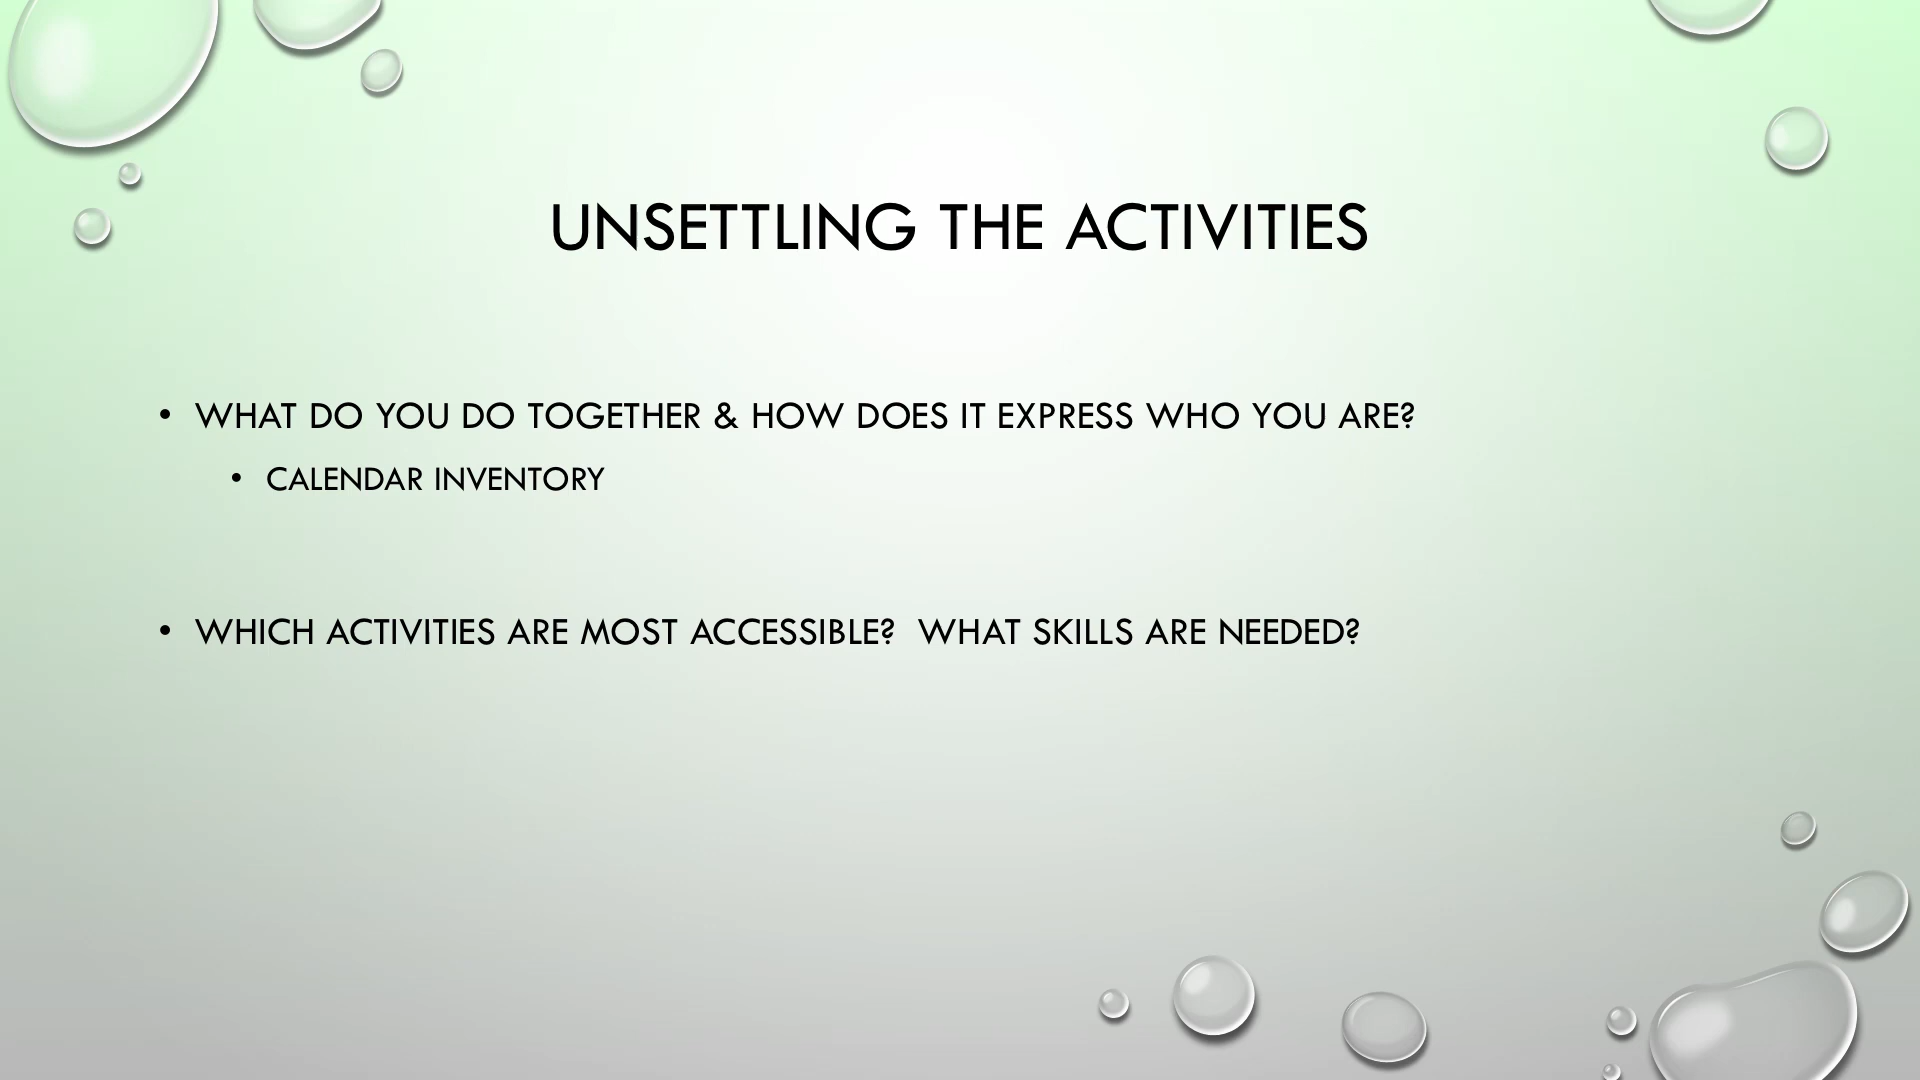 UNSETTLING THE ACTIVITIES
• WHAT DO YOU DO TOGETHER & HOW DOES IT EXPRESS WHO YOU ARE?
• CALENDAR INVENTORY
• WHICH ACTIVITIES ARE MOST ACCESSIBLE?  WHAT SKILLS ARE NEEDED?